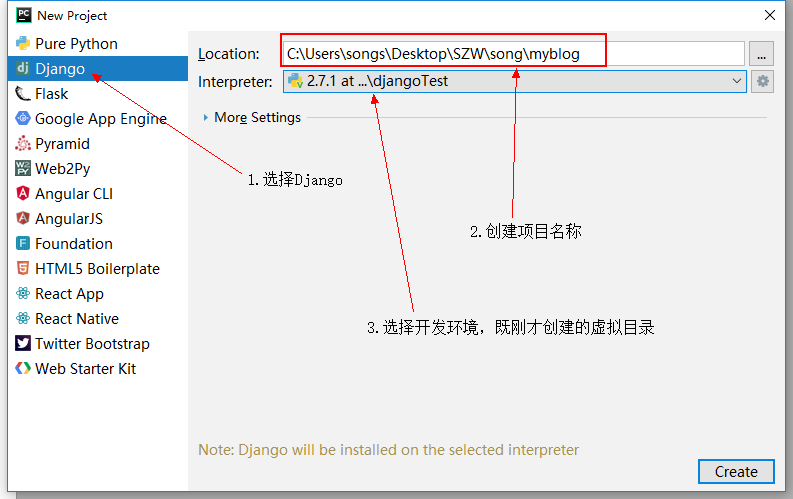 New Project
Pure Python
Django
Flask
Google App Engine
Pyramid
Web2Py
Angular CLI
AngularJS
Foundation
HTML5 Boilerplate
React App
React Native
Twitter Bootstrap
Web Starter Kit
Location: C:\Users\songs\Desktop\SZW\song\myblog ...
Interpreter: 2.7.1 at ...\djangoTest
More Settings
1.选择Django
2.创建项目名称
3.选择开发环境，既刚才创建的虚拟目录
Note: Django will be installed on the selected interpreter
Create